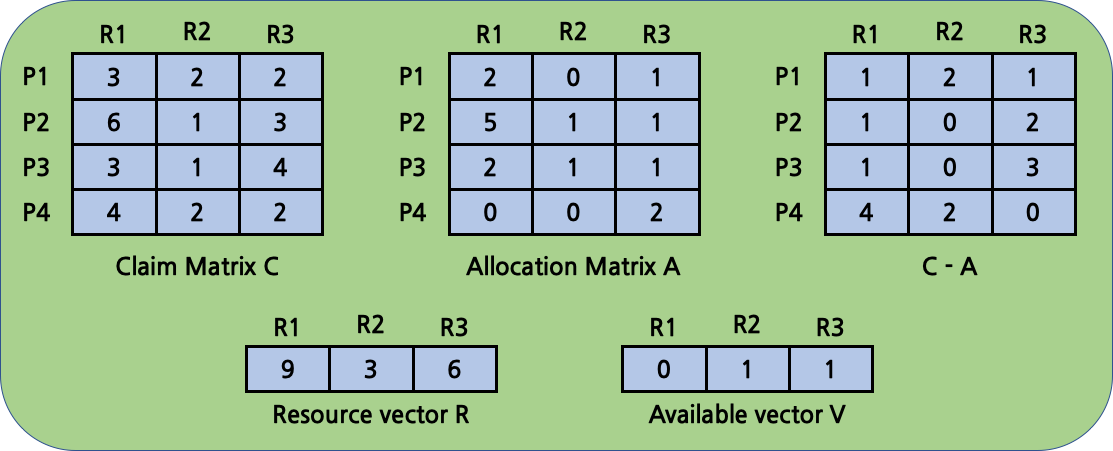 R1 R2 R3 R1 R2 R3 R1 R2 R3
P1 3 2 2 P1 2 0 1 P1 1 2 1
P2 6 1 3 P2 5 1 1 P2 1 0 2
P3 3 1 4 P3 2 1 1 P3 1 0 3
P4 4 2 2 P4 0 0 2 P4 4 2 0
Claim Matrix C Allocation Matrix A C - A
R1 R2 R3 R1 R2 R3
9 3 6 0 1 1
Resource vector R Available vector V